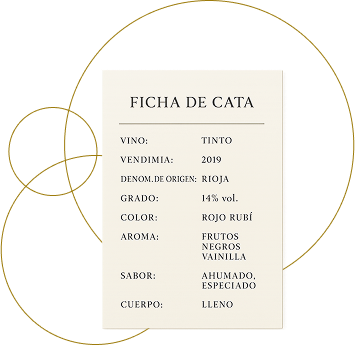 FICHA DE CATA
VINO: TINTO
VENDIMIA: 2019
DENOM. DE ORIGEN: RIOJA
GRADO: 14% vol.
COLOR: ROJO RUBÍ
AROMA: FRUTOS
NEGROS
VAINILLA
SABOR: AHUMADO,
ESPECIADO
CUERPO: LLENO